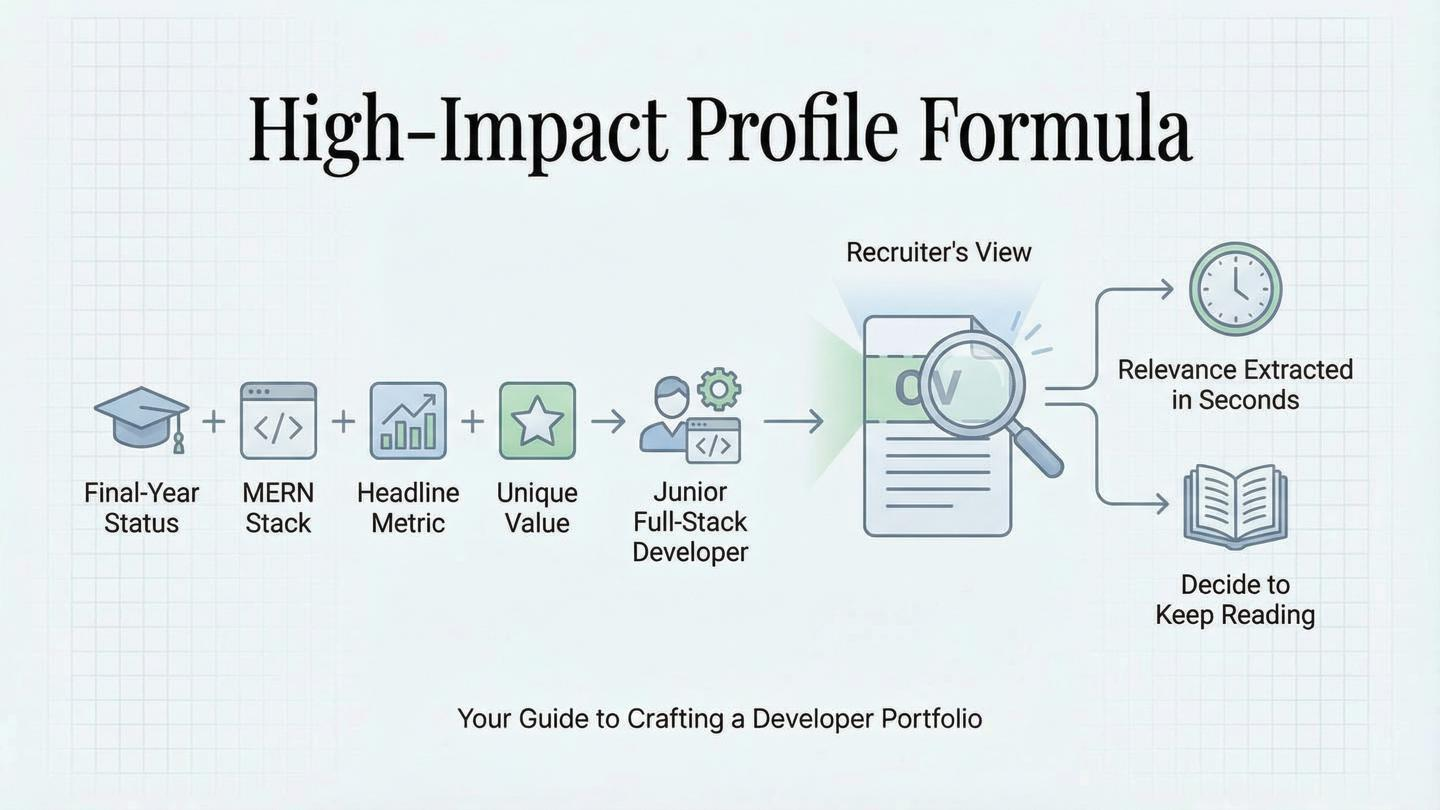 High-Impact Profile Formula
Recruiter's View
CV
Relevance Extracted
in Seconds
</>
</>
Final-Year
Status
MERN
Stack
Headline
Metric
Unique
Value
Junior
Full-Stack
Developer
Decide to
Keep Reading
Your Guide to Crafting a Developer Portfolio